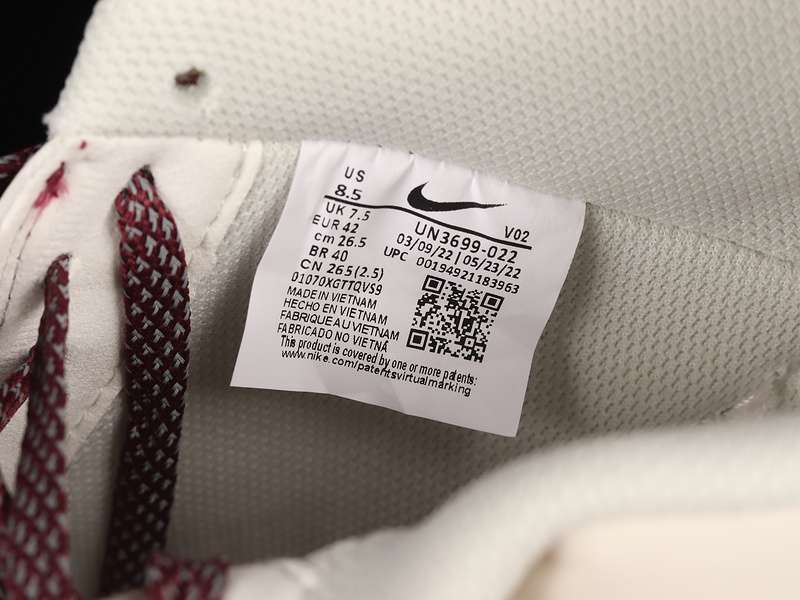 US
8.5
UK 7.5
EUR 42
cm 26.5
BR 40
CN 265(2.5)
V02
UN3699-022
03/09/22 | 05/23/22
UPC 00194921183963
01070XGTTQVS9
MADE IN VIETNAM
HECHO EN VIETNAM
FABRIQUE AU VIETNAM
FABRICADO NO VIETNÃ
This product is covered by one or more patents:
www.nike.com/patentsvirtualmarking